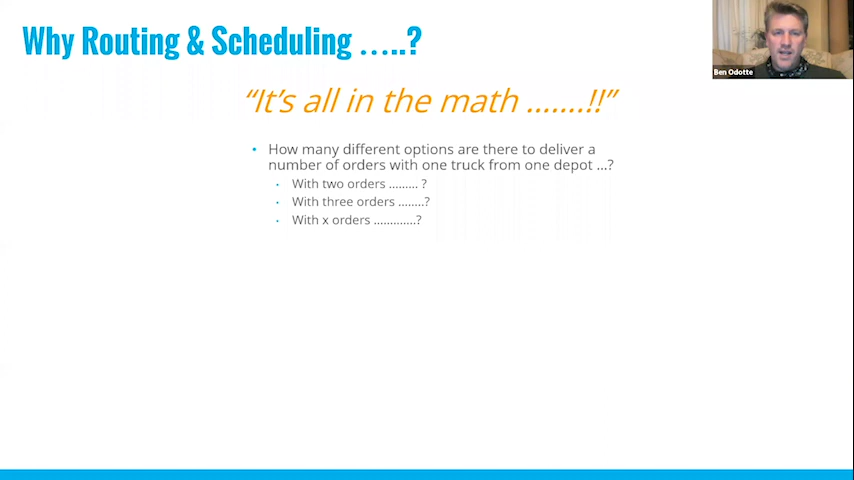 Why Routing & Scheduling …..?
Ben Odotte
“It’s all in the math …….!!”
• How many different options are there to deliver a
number of orders with one truck from one depot …?
• With two orders ……... ?
• With three orders ……..?
• With x orders ………….?